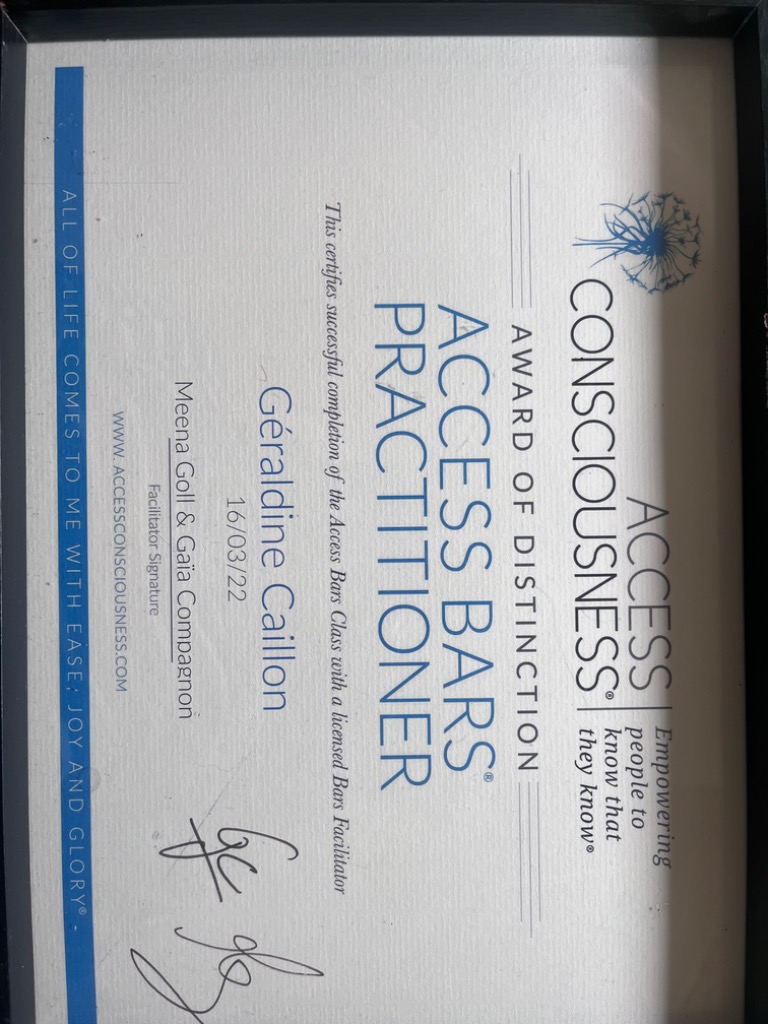 ACCESS
CONSCIOUSNESS®
Empowering
people to
know that
they know®
AWARD OF DISTINCTION
ACCESS BARS®
PRACTITIONER
This certifies successful completion of the Access Bars Class with a licensed Bars Facilitator
Géraldine Caillon
16/03/22
Meena Goll & Gaïa Compagnon
Facilitator Signature
WWW.ACCESSCONSCIOUSNESS.COM
ALL OF LIFE COMES TO ME WITH EASE, JOY AND GLORY® -